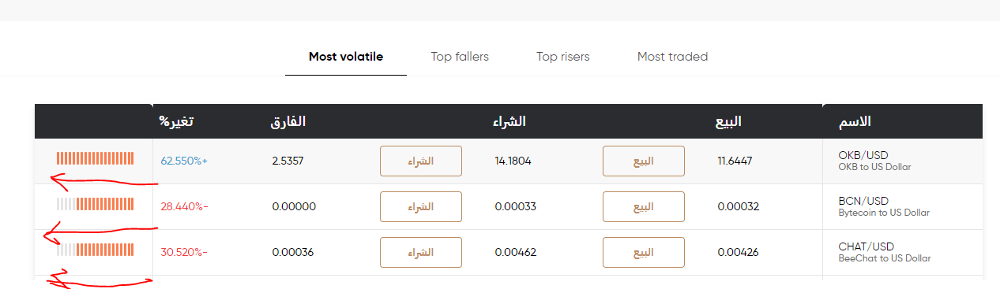 Most volatile Top fallers Top risers Most traded
الاسم البيع الشراء الفارق تغير%
OKB/USD 11.6447 البيع 14.1804 الشراء 2.5357 62.550%+
OKB to US Dollar
BCN/USD 0.00032 البيع 0.00033 الشراء 0.00000 28.440%-
Bytecoin to US Dollar
CHAT/USD 0.00426 البيع 0.00462 الشراء 0.00036 30.520%-
BeeChat to US Dollar